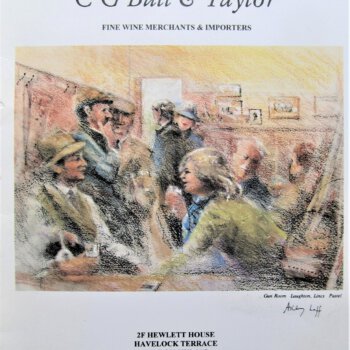 C G Bull & Taylor
FINE WINE MERCHANTS & IMPORTERS
Gun Room Laughton, Lincs Pastel
2F HEWLETT HOUSE
HAVELOCK TERRACE